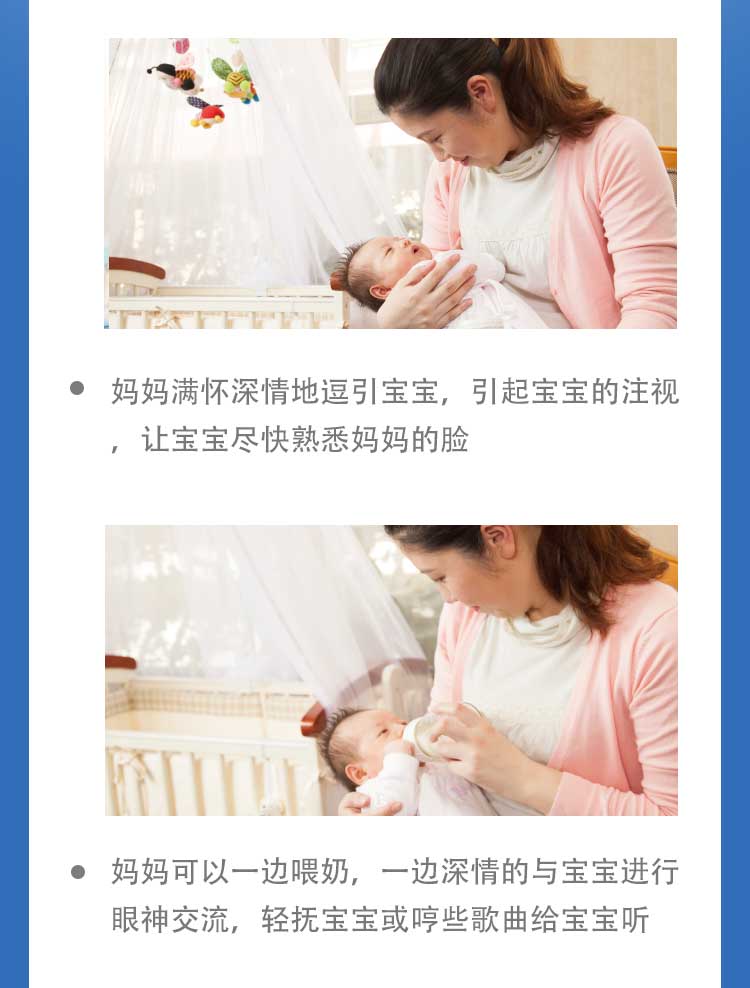 妈妈满怀深情地逗引宝宝，引起宝宝的注视
，让宝宝尽快熟悉妈妈的脸
妈妈可以一边喂奶，一边深情的与宝宝进行
眼神交流，轻抚宝宝或哼些歌曲给宝宝听